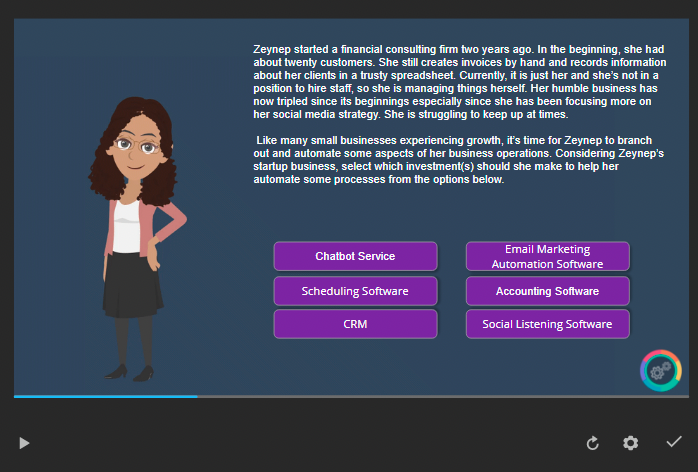 Zeynep started a financial consulting firm two years ago. In the beginning, she had
about twenty customers. She still creates invoices by hand and records information
about her clients in a trusty spreadsheet. Currently, it is just her and she's not in a
position to hire staff, so she is managing things herself. Her humble business has
now tripled since its beginnings especially since she has been focusing more on
her social media strategy. She is struggling to keep up at times.
Like many small businesses experiencing growth, it's time for Zeynep to branch
out and automate some aspects of her business operations. Considering Zeynep's
startup business, select which investment(s) should she make to help her
automate some processes from the options below.
Chatbot Service
Email Marketing
Automation Software
Scheduling Software
Accounting Software
CRM
Social Listening Software